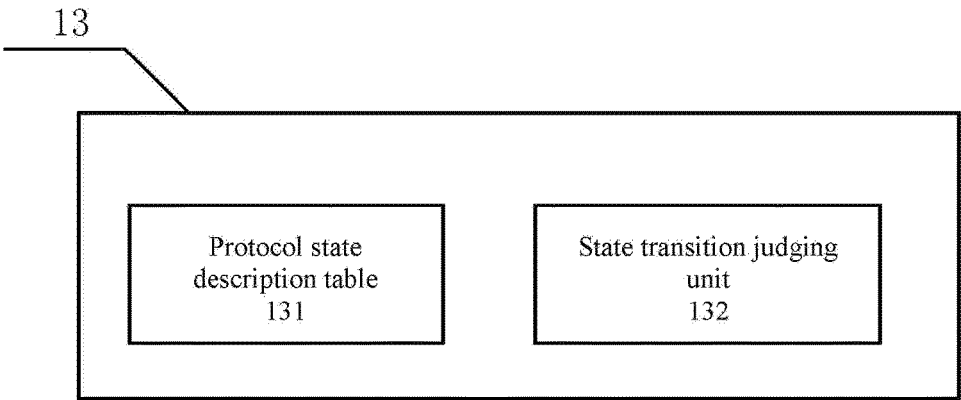 13
Protocol state
description table
131
State transition judging
unit
132